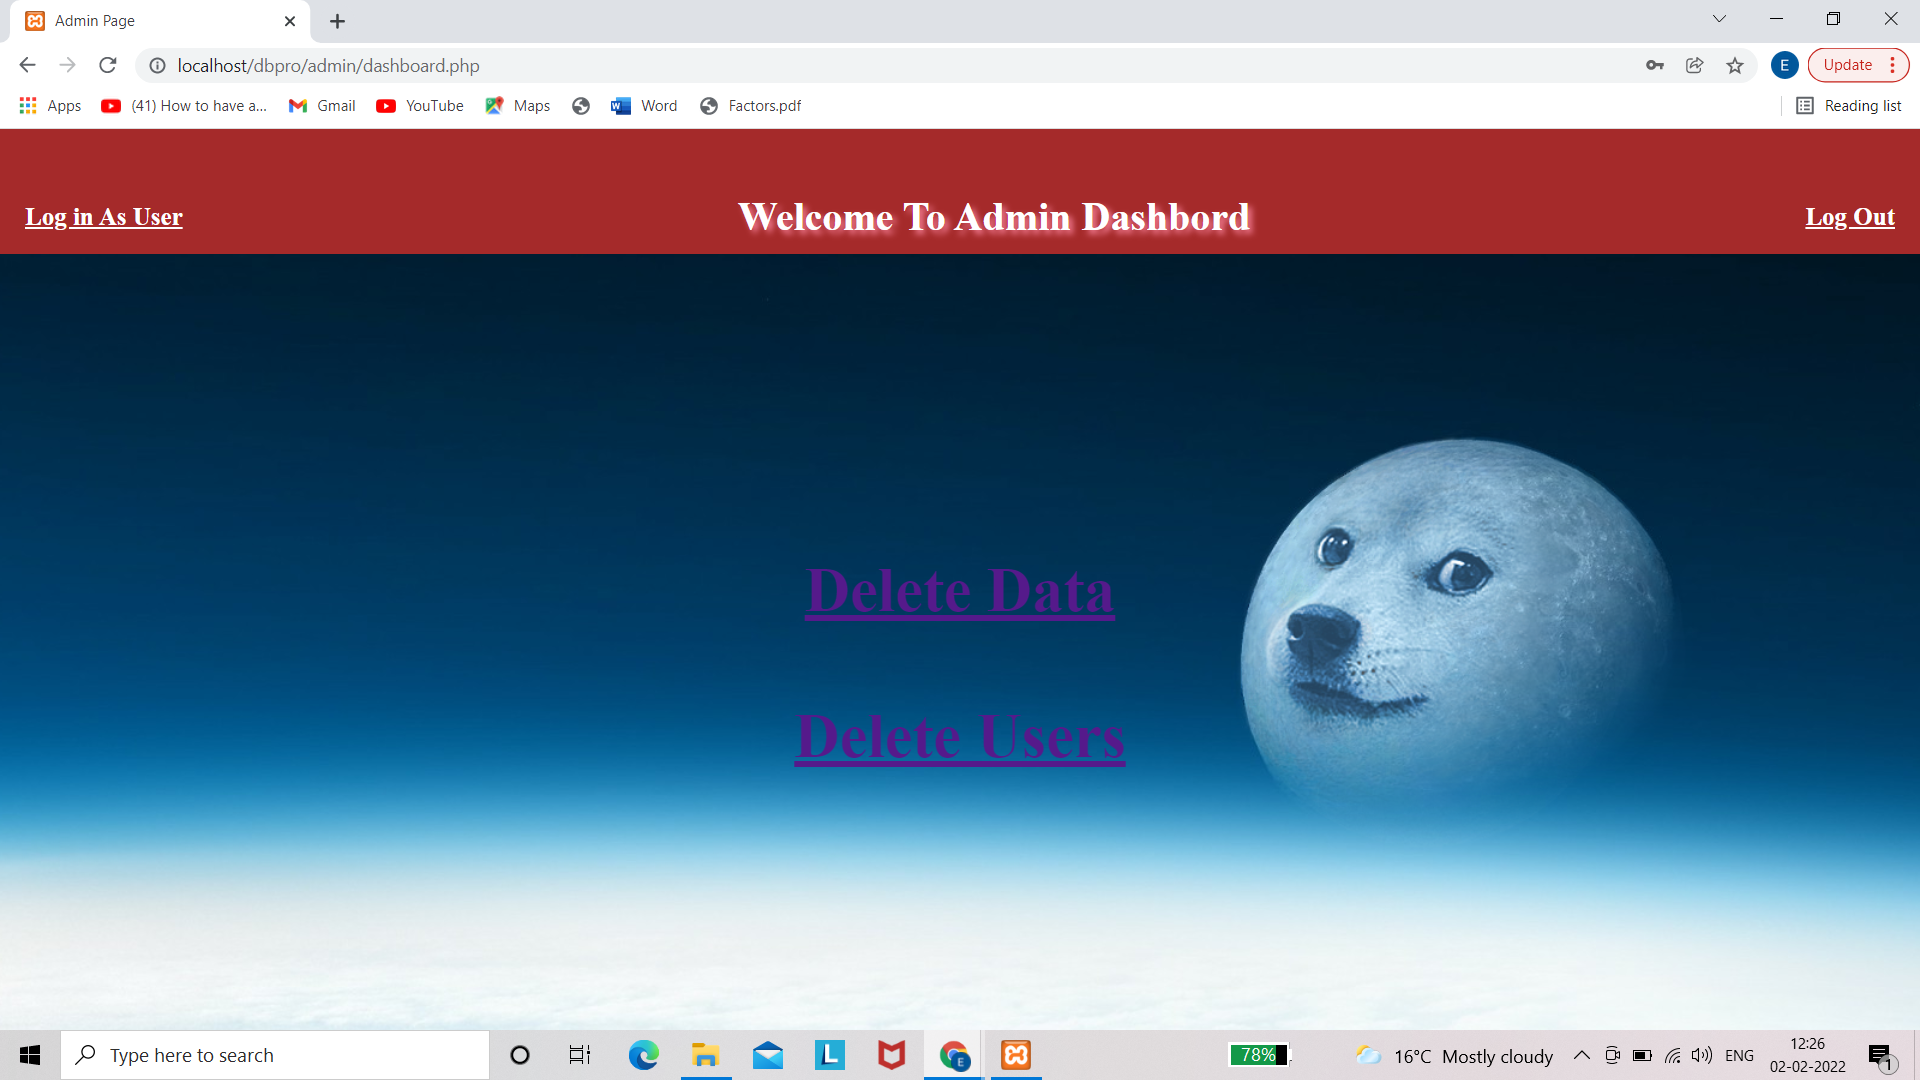 Admin Page
localhost/dbpro/admin/dashboard.php
E
Update
Apps
(41) How to have a...
Gmail
YouTube
Maps
Word
Factors.pdf
Reading list
Log in As User
Welcome To Admin Dashbord
Log Out
Delete Data
Delete Users
Type here to search
L
E
78%
16°C Mostly cloudy
ENG
12:26
02-02-2022
1